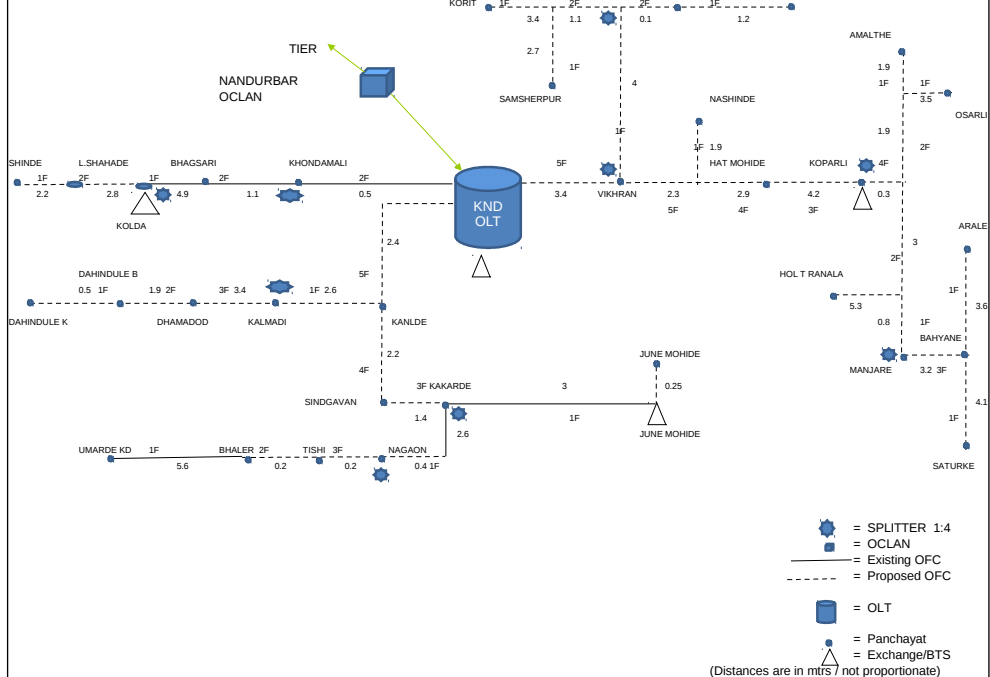 KORIT 1F 2F 2F 1F
3.4 1.1 0.1 1.2
AMALTHE
TIER
2.7
1.9
1F
NANDURBAR
OCLAN
4
1F 1F
3.5
SAMSHERPUR
NASHINDE
OSARLI
1F
1.9
1F 1.9
2F
SHINDE L.SHAHADE BHAGSARI KHONDAMALI
5F
HAT MOHIDE KOPARLI 4F
1F 2F 1F 2F 2F
2.2 2.8 4.9 1.1 0.5
3.4 VIKHRAN 2.3 2.9 4.2 0.3
KND
OLT
5F 4F 3F
KOLDA
ARALE
2.4
3
2F
DAHINDULE B
5F
HOL T RANALA
0.5 1F 1.9 2F 3F 3.4 1F 2.6
1F
5.3
3.6
DAHINDULE K DHAMADOD KALMADI KANLDE
0.8 1F
BAHYANE
2.2
JUNE MOHIDE
4F
MANJARE 3.2 3F
3F KAKARDE 3 0.25
SINDGAVAN
4.1
1.4 1F
1F
2.6
JUNE MOHIDE
UMARDE KD 1F BHALER 2F TISHI 3F NAGAON
5.6 0.2 0.2 0.4 1F
SATURKE
= SPLITTER 1:4
= OCLAN
= Existing OFC
= Proposed OFC
= OLT
= Panchayat
= Exchange/BTS
(Distances are in mtrs / not proportionate)